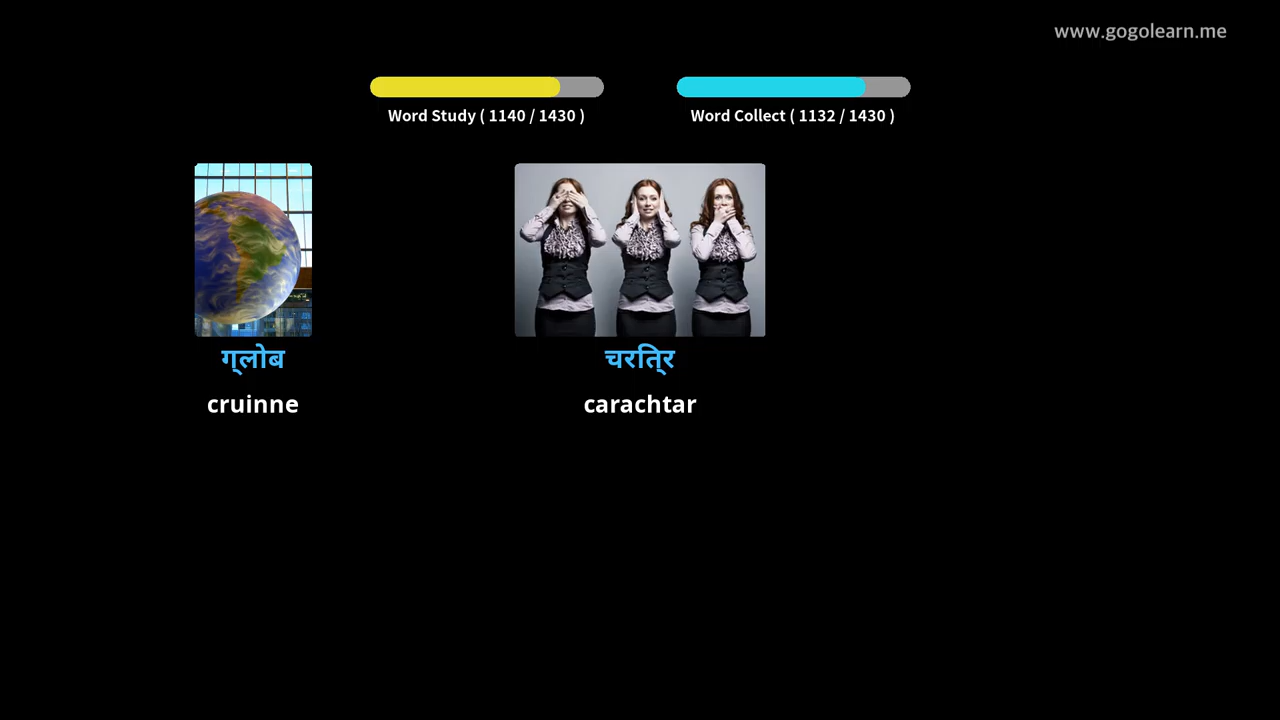 www.gogolearn.me
Word Study ( 1140 / 1430 )
Word Collect ( 1132 / 1430 )
ग्लोब
चरित्र
cruinne
carachtar